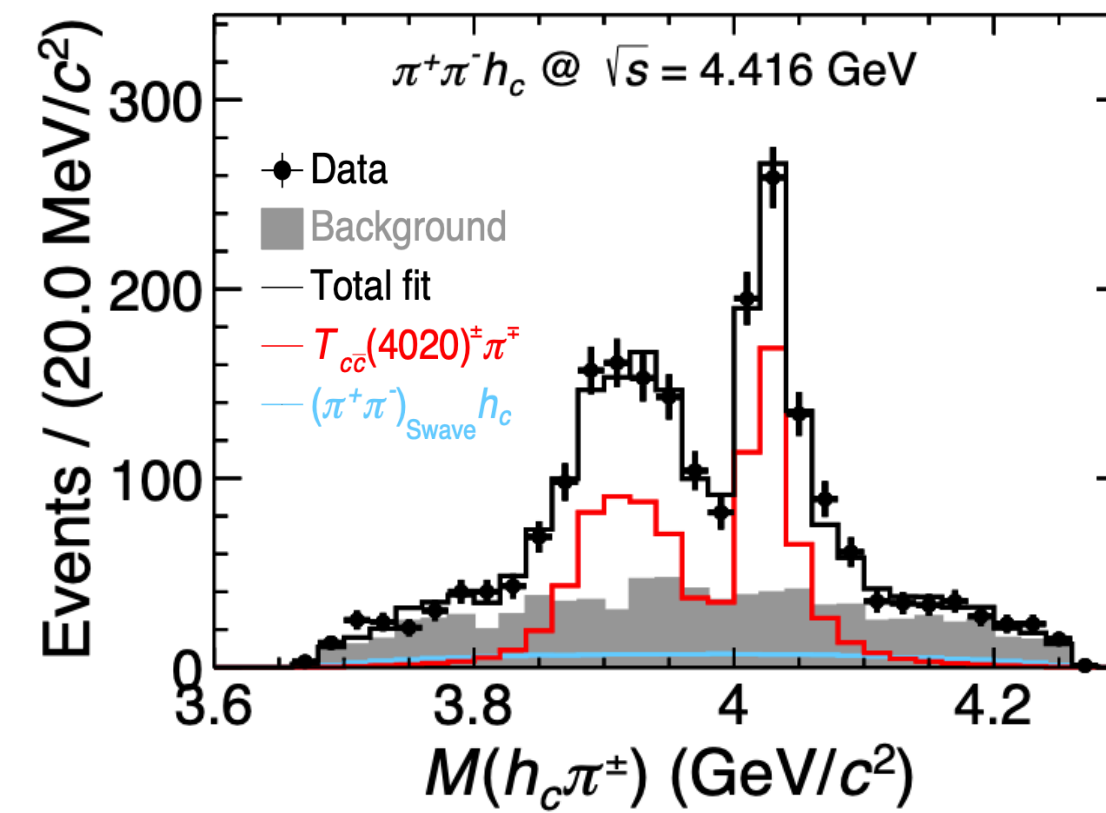 Events / (20.0 MeV/c²)
300
200
100
0
π⁺π⁻h_c @ √s = 4.416 GeV
Data
Background
Total fit
T_cc̄(4020)^±π^∓
(π⁺π⁻)_Swave h_c
3.6 3.8 4 4.2
M(h_cπ^±) (GeV/c²)